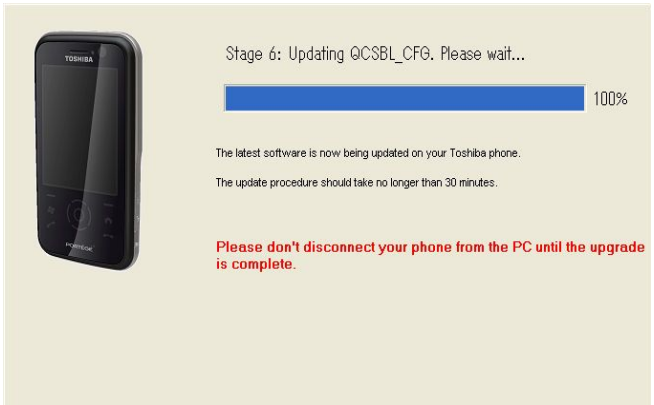 TOSHIBA
PORTÉGÉ
Stage 6: Updating QCSBL_CFG. Please wait...
100%
The latest software is now being updated on your Toshiba phone.
The update procedure should take no longer than 30 minutes.
Please don't disconnect your phone from the PC until the upgrade
is complete.